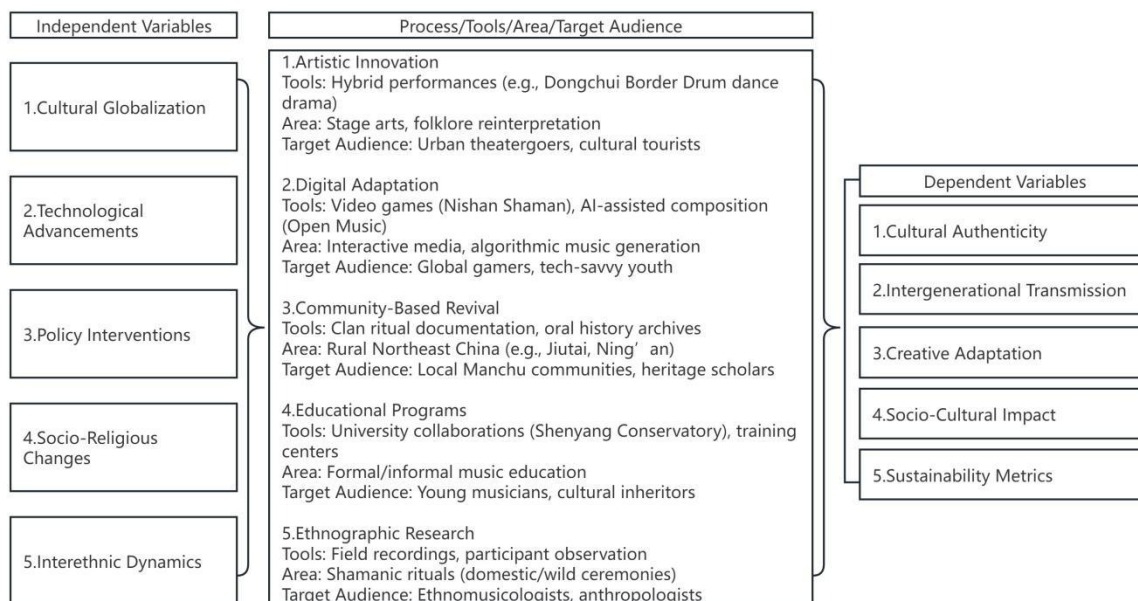 Independent Variables
1.Cultural Globalization
2.Technological
Advancements
3.Policy Interventions
4.Socio-Religious
Changes
5.Interethnic Dynamics
Process/Tools/Area/Target Audience
1.Artistic Innovation
Tools: Hybrid performances (e.g., Dongchui Border Drum dance
drama)
Area: Stage arts, folklore reinterpretation
Target Audience: Urban theatergoers, cultural tourists
2.Digital Adaptation
Tools: Video games (Nishan Shaman), AI-assisted composition
(Open Music)
Area: Interactive media, algorithmic music generation
Target Audience: Global gamers, tech-savvy youth
3.Community-Based Revival
Tools: Clan ritual documentation, oral history archives
Area: Rural Northeast China (e.g., Jiutai, Ning’an)
Target Audience: Local Manchu communities, heritage scholars
4.Educational Programs
Tools: University collaborations (Shenyang Conservatory), training
centers
Area: Formal/informal music education
Target Audience: Young musicians, cultural inheritors
5.Ethnographic Research
Tools: Field recordings, participant observation
Area: Shamanic rituals (domestic/wild ceremonies)
Target Audience: Ethnomusicologists, anthropologists
Dependent Variables
1.Cultural Authenticity
2.Intergenerational Transmission
3.Creative Adaptation
4.Socio-Cultural Impact
5.Sustainability Metrics